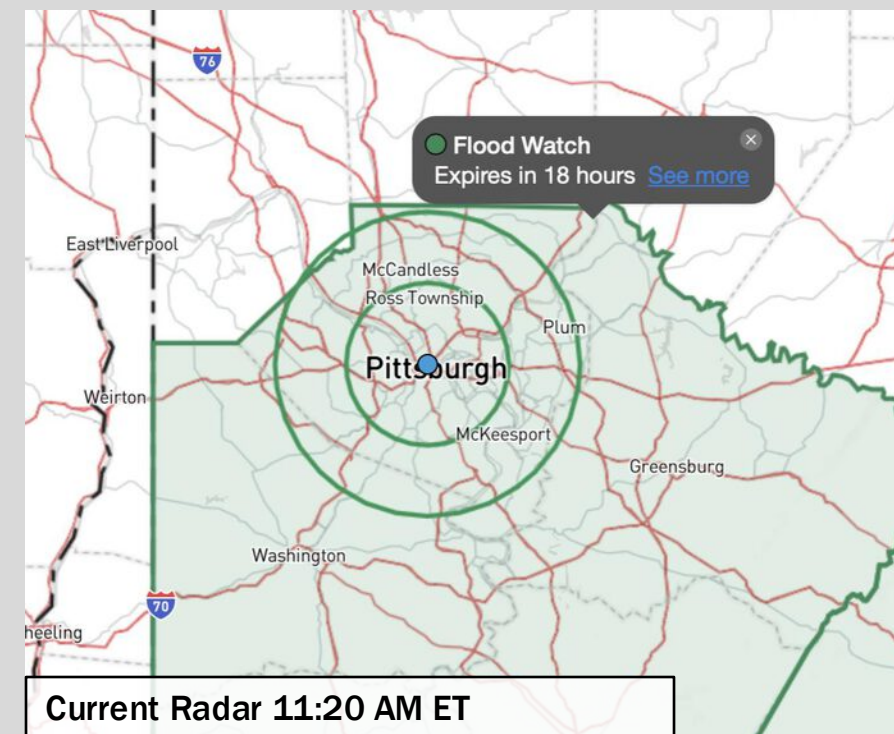 76
Flood Watch
Expires in 18 hours See more
East Liverpool
McCandless
Ross Township
Plum
Pittsburgh
Weirton
McKeesport
Greensburg
Washington
70
heeling
Current Radar 11:20 AM ET